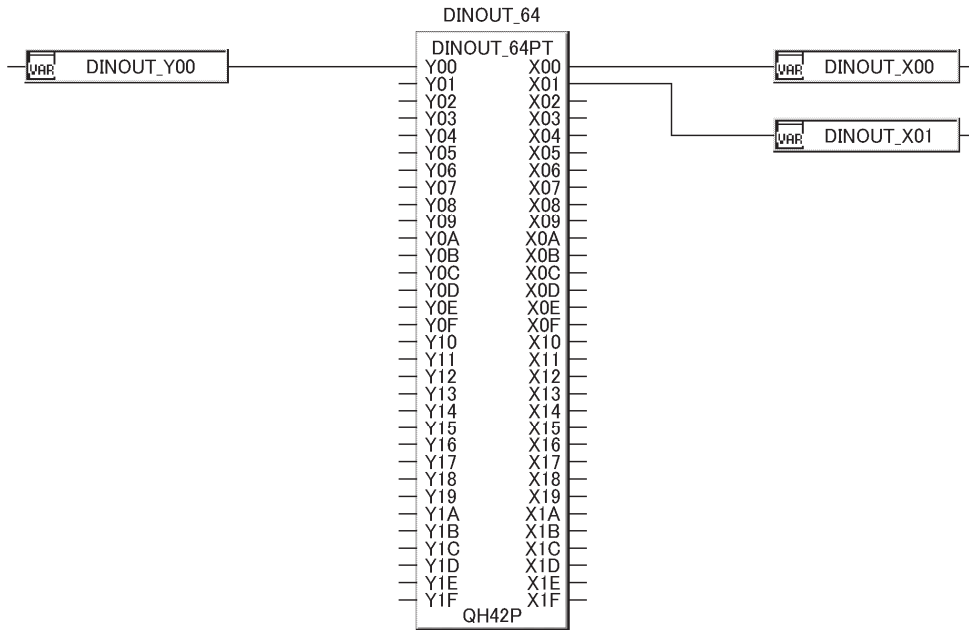 DINOUT_64
DINOUT_64PT
VAR DINOUT_Y00
Y00 X00
VAR DINOUT_X00
Y01 X01
Y02 X02
Y03 X03
Y04 X04
VAR DINOUT_X01
Y05 X05
Y06 X06
Y07 X07
Y08 X08
Y09 X09
Y0A X0A
Y0B X0B
Y0C X0C
Y0D X0D
Y0E X0E
Y0F X0F
Y10 X10
Y11 X11
Y12 X12
Y13 X13
Y14 X14
Y15 X15
Y16 X16
Y17 X17
Y18 X18
Y19 X19
Y1A X1A
Y1B X1B
Y1C X1C
Y1D X1D
Y1E X1E
Y1F X1F
QH42P